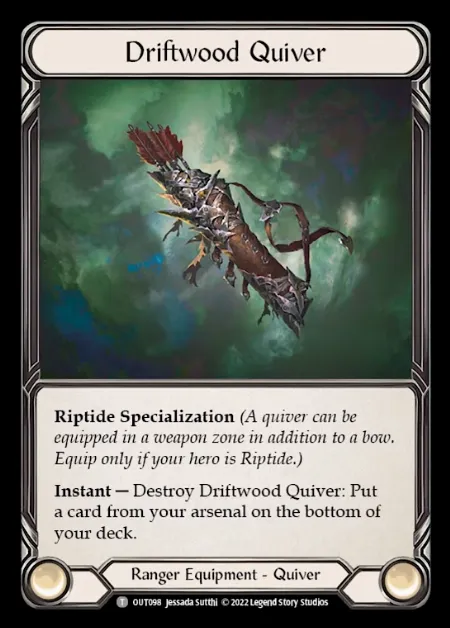 Driftwood Quiver
Riptide Specialization (A quiver can be
equipped in a weapon zone in addition to a bow.
Equip only if your hero is Riptide.)
Instant — Destroy Driftwood Quiver: Put
a card from your arsenal on the bottom of
your deck.
Ranger Equipment - Quiver
T OUT098 Jessada Sutthi © 2022 Legend Story Studios